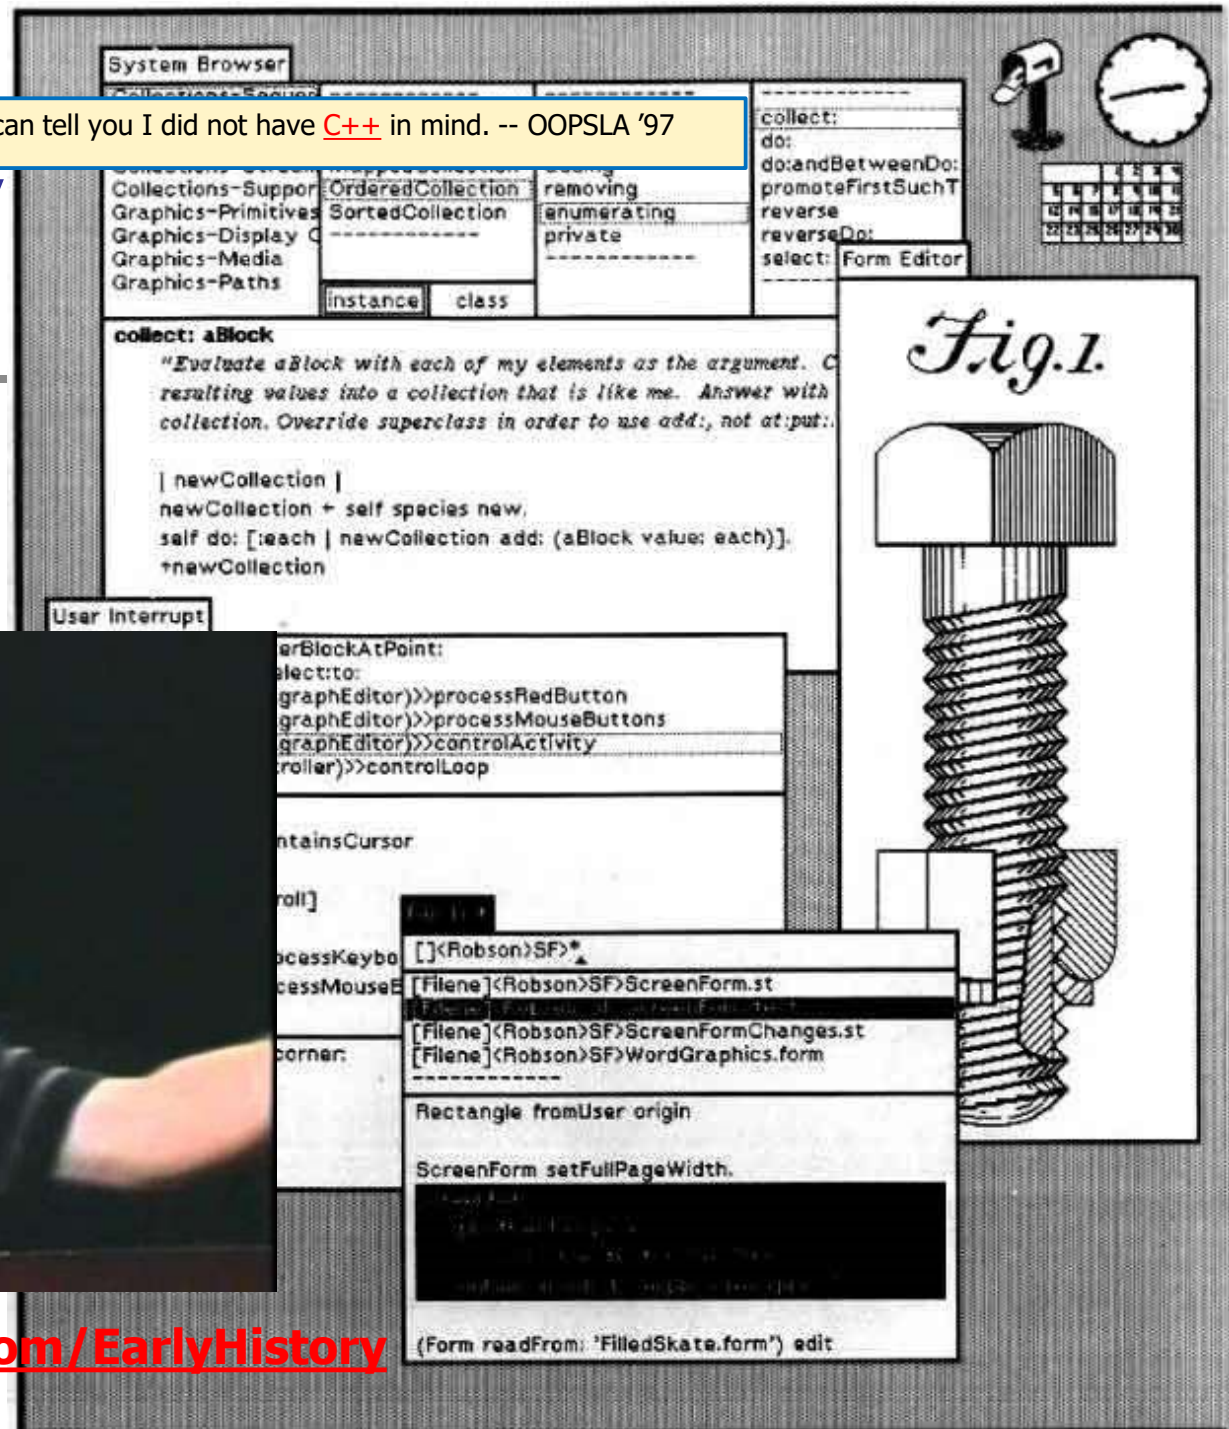 System Browser
can tell you I did not have C++ in mind. -- OOPSLA '97
Collections-Suppor
Graphics-Primitives
Graphics-Display C
Graphics-Media
Graphics-Paths
OrderedCollection
SortedCollection
------------
instance class
removing
enumerating
private
------------
------------
collect:
do:
do:andBetweenDo:
promoteFirstSuchT
reverse
reverseDo:
select:
Form Editor
Fig.1.
collect: aBlock
"Evaluate aBlock with each of my elements as the argument. C
resulting values into a collection that is like me. Answer with
collection. Override superclass in order to use add:, not at:put:.
| newCollection |
newCollection ← self species new.
self do: [:each | newCollection add: (aBlock value: each)].
↑newCollection
User Interrupt
erBlockAtPoint:
elect:to:
graphEditor)>>processRedButton
graphEditor)>>processMouseButtons
graphEditor)>>controlActivity
roller)>>controlLoop
ntainsCursor
roll]
cessKeybo
cessMouseB
corner:
[]<Robson>SF>*
[Filene]<Robson>SF>ScreenForm.st
[Filene]<Robson>SF>ScreenFormChanges.st
[Filene]<Robson>SF>WordGraphics.form
-------------
Rectangle fromUser origin
ScreenForm setFullPageWidth.
(Form readFrom: 'FilledSkate.form') edit
om/EarlyHistory